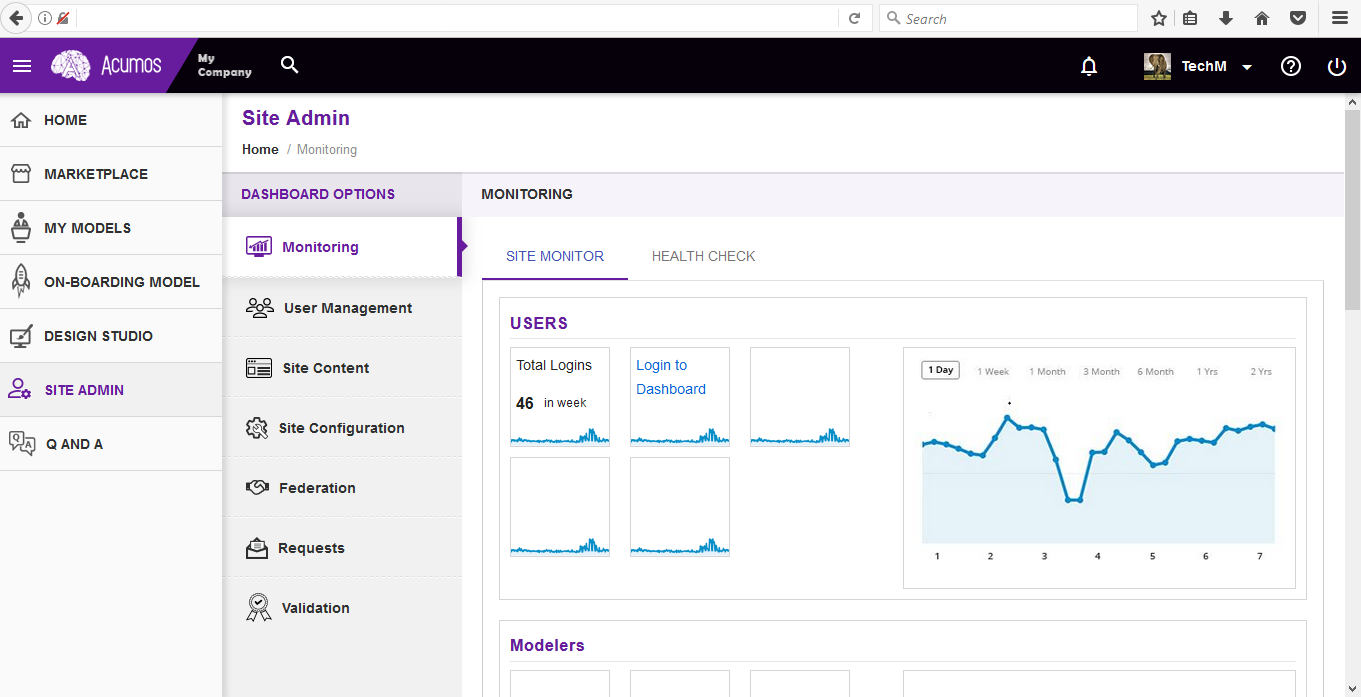 Search
Acumos
My
Company
TechM
HOME
MARKETPLACE
MY MODELS
ON-BOARDING MODEL
DESIGN STUDIO
SITE ADMIN
Q AND A
Site Admin
Home / Monitoring
DASHBOARD OPTIONS
Monitoring
User Management
Site Content
Site Configuration
Federation
Requests
Validation
MONITORING
SITE MONITOR HEALTH CHECK
USERS
Total Logins
46 in week
Login to
Dashboard
1 Day 1 Week 1 Month 3 Month 6 Month 1 Yrs 2 Yrs
1 2 3 4 5 6 7
Modelers